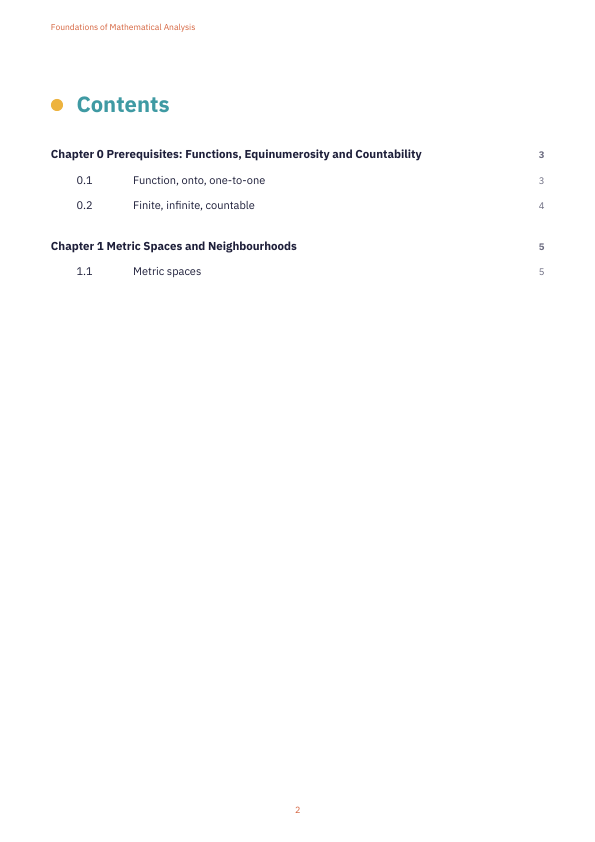 Foundations of Mathematical Analysis
Contents
Chapter 0 Prerequisites: Functions, Equinumerosity and Countability 3
0.1 Function, onto, one-to-one 3
0.2 Finite, infinite, countable 4
Chapter 1 Metric Spaces and Neighbourhoods 5
1.1 Metric spaces 5
2